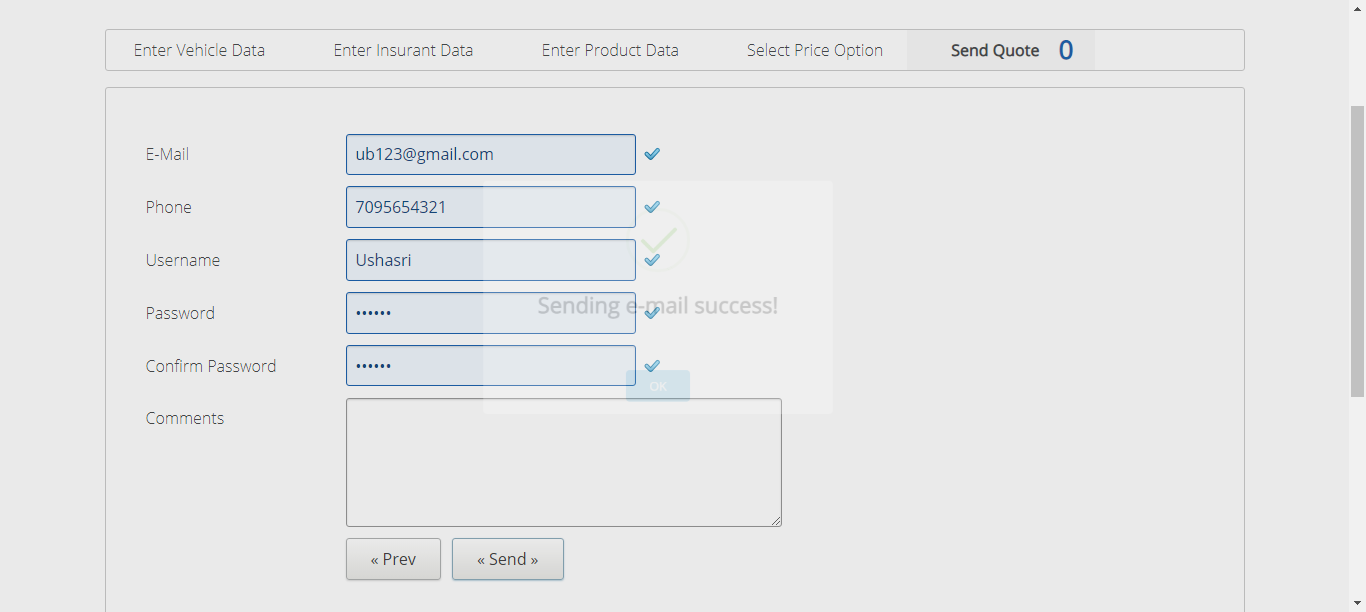 Enter Vehicle Data Enter Insurant Data Enter Product Data Select Price Option Send Quote 0
E-Mail ub123@gmail.com
Phone 7095654321
Username Ushasri
Sending e-mail success!
Password ••••••
Confirm Password ••••••
OK
Comments
« Prev « Send »